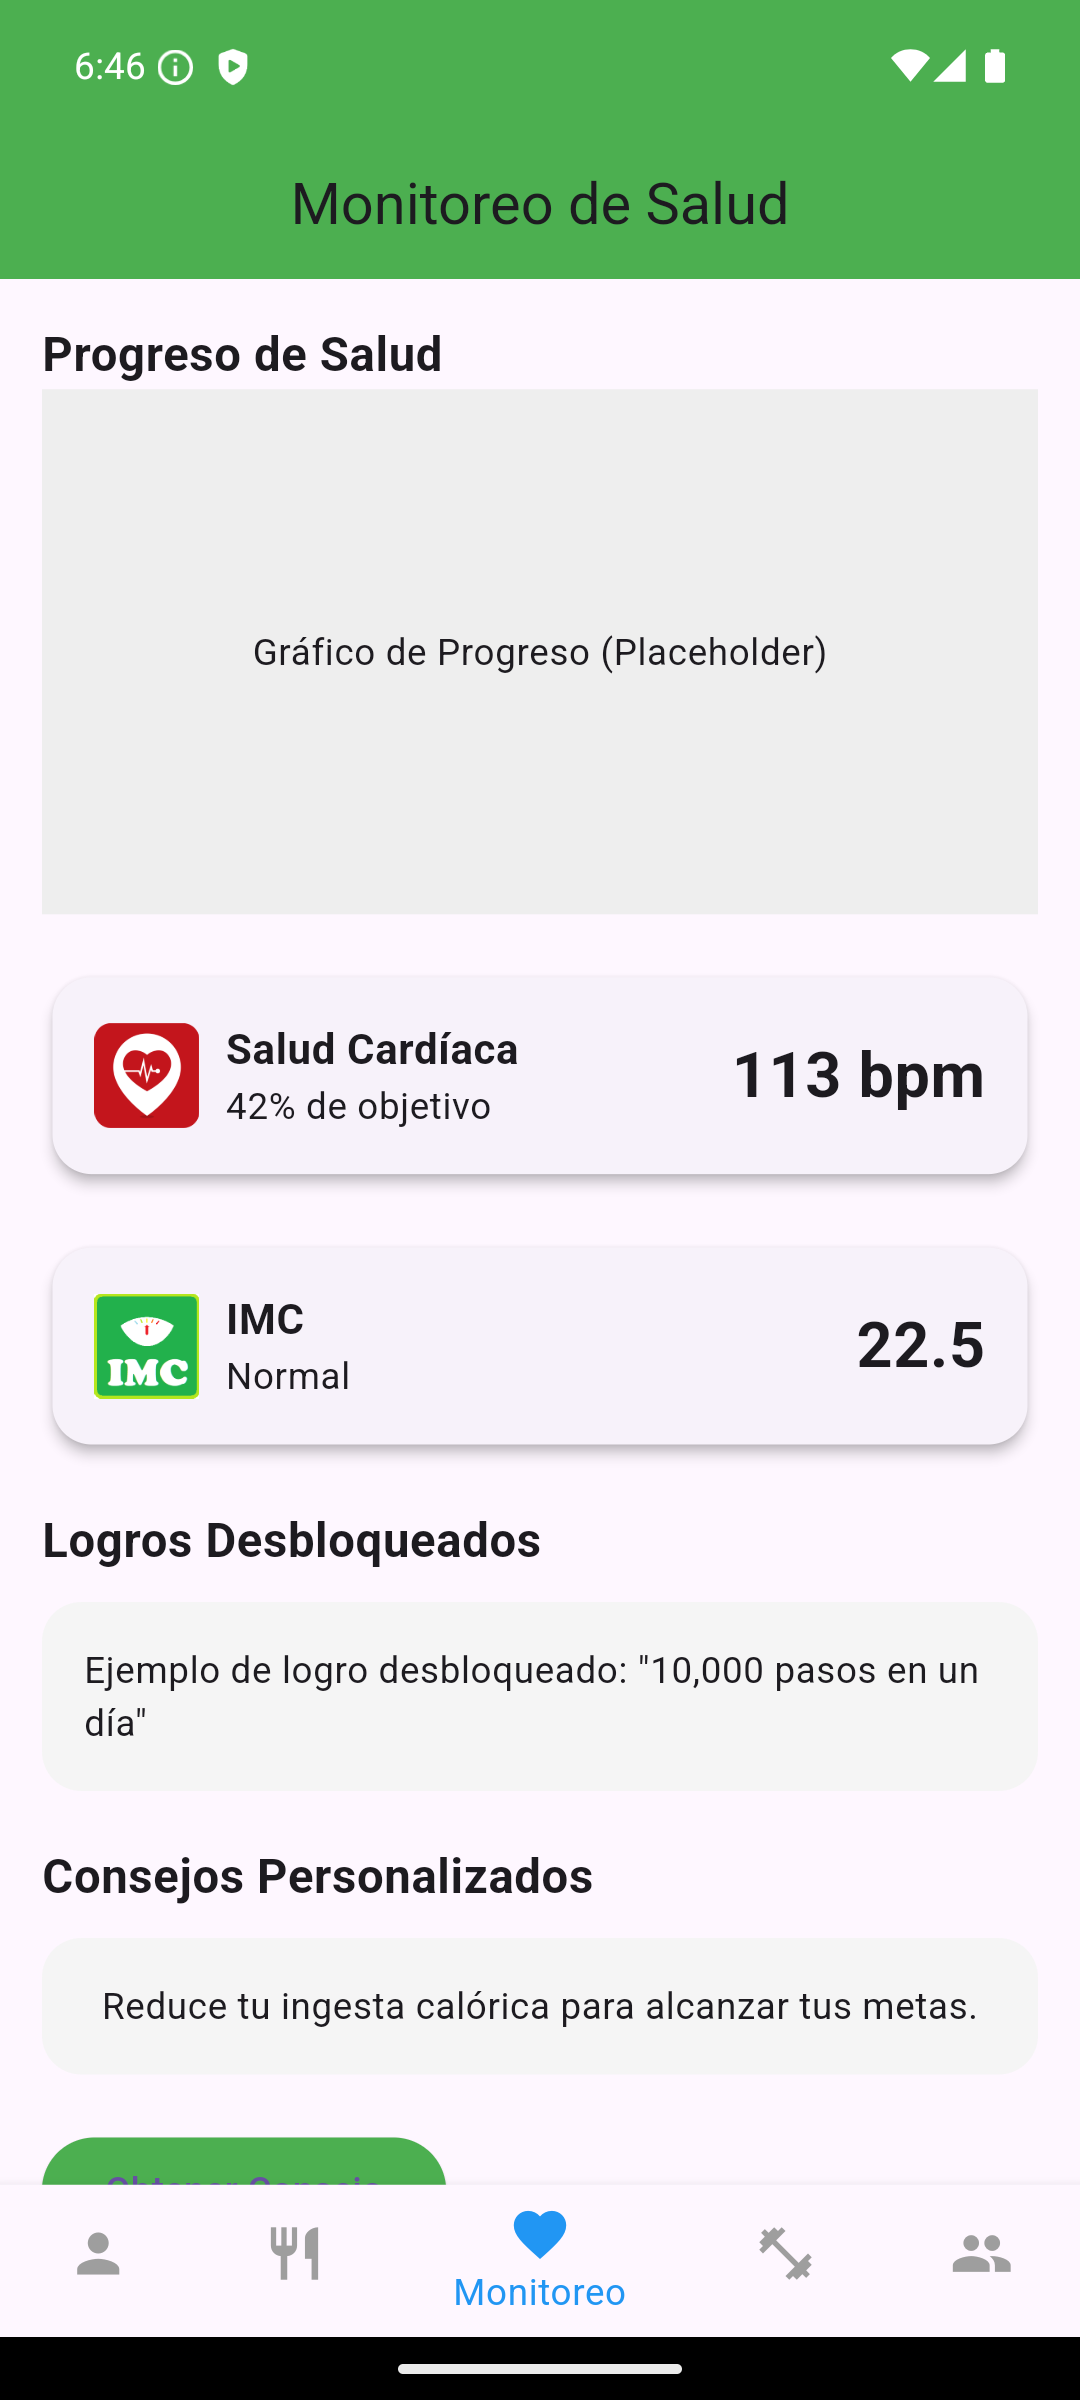 6:46
Monitoreo de Salud
Progreso de Salud
Gráfico de Progreso (Placeholder)
Salud Cardíaca
42% de objetivo
113 bpm
IMC
IMC
Normal
22.5
Logros Desbloqueados
Ejemplo de logro desbloqueado: "10,000 pasos en un
día"
Consejos Personalizados
Reduce tu ingesta calórica para alcanzar tus metas.
Obtener Consejo
Monitoreo